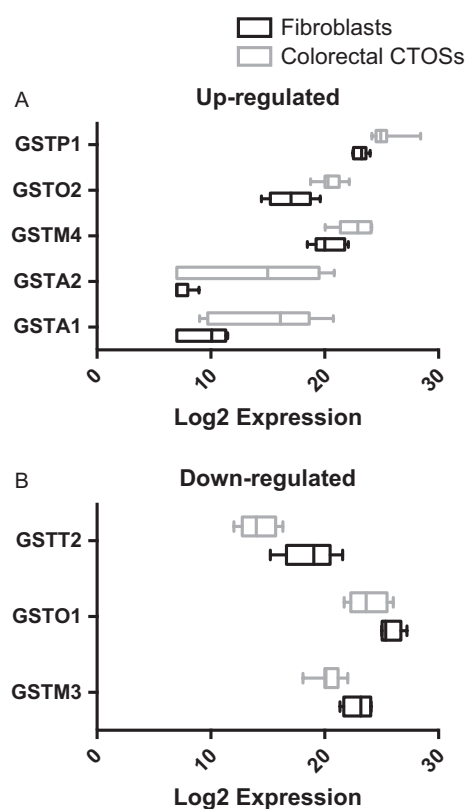 Fibroblasts
Colorectal CTOSs
A
Up-regulated
GSTP1
GSTO2
GSTM4
GSTA2
GSTA1
0
10
20
30
Log2 Expression
B
Down-regulated
GSTT2
GSTO1
GSTM3
0
10
20
30
Log2 Expression